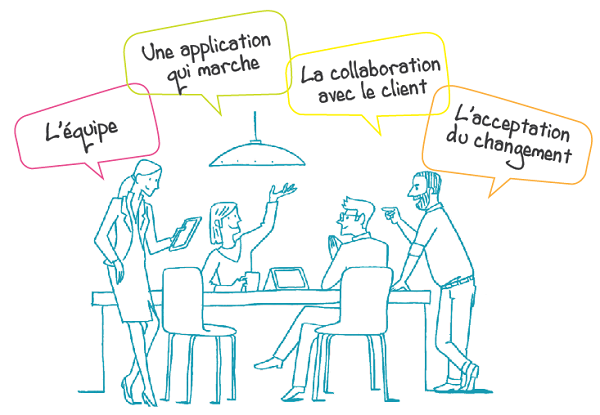 L'équipe
Une application
qui marche
La collaboration
avec le client
L'acceptation
du changement